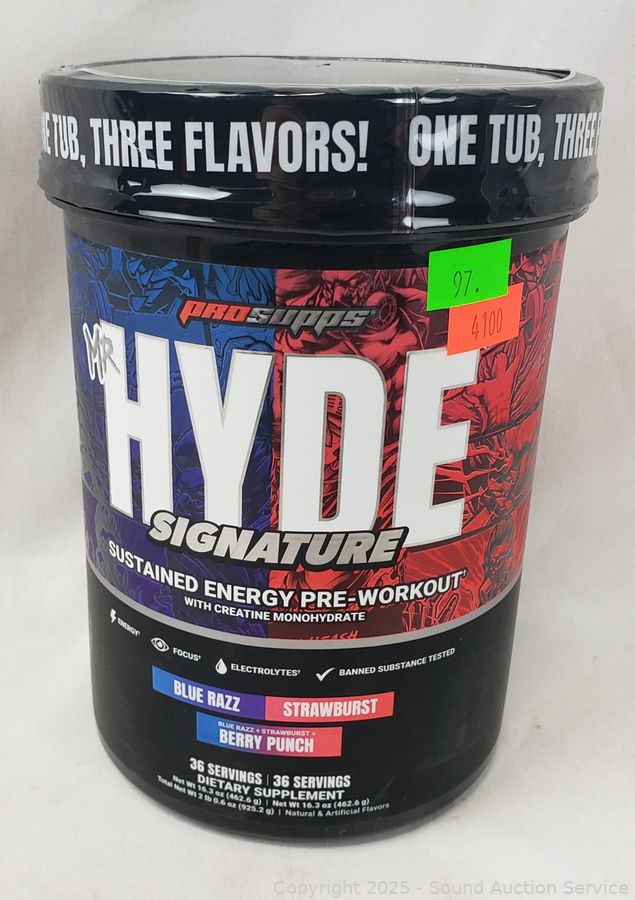 E TUB, THREE FLAVORS! ONE TUB, THREE
97.
4100
PROSUPPS®
MR
HYDE
SIGNATURE
SUSTAINED ENERGY PRE-WORKOUT†
WITH CREATINE MONOHYDRATE
ENERGY† FOCUS† ELECTROLYTES† BANNED SUBSTANCE TESTED
BLUE RAZZ STRAWBURST
BLUE RAZZ + STRAWBURST =
BERRY PUNCH
36 SERVINGS | 36 SERVINGS
DIETARY SUPPLEMENT
Net Wt 16.3 oz (462.6 g) | Net Wt 16.3 oz (462.6 g)
Total Net Wt 2 lb 0.6 oz (925.2 g) | Natural & Artificial Flavors
Copyright 2025 - Sound Auction Service